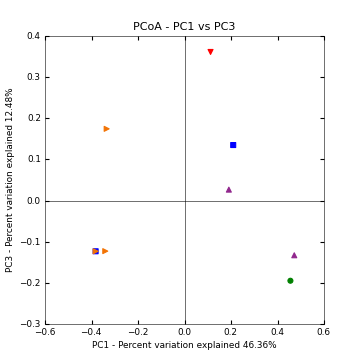 PCoA - PC1 vs PC3
0.4
0.3
0.2
0.1
0.0
−0.1
−0.2
−0.3
PC3 - Percent variation explained 12.48%
−0.6 −0.4 −0.2 0.0 0.2 0.4 0.6
PC1 - Percent variation explained 46.36%